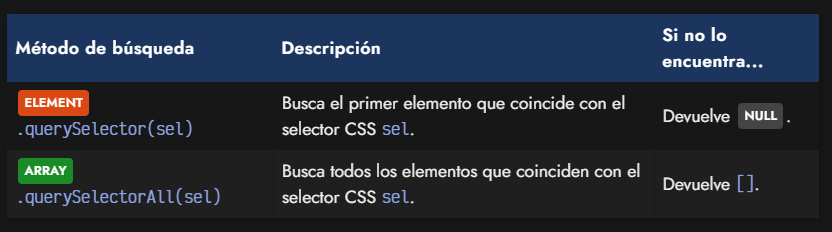 Método de búsqueda Descripción Si no lo encuentra...
ELEMENT
.querySelector(sel)
Busca el primer elemento que coincide con el
selector CSS sel.
Devuelve NULL.
ARRAY
.querySelectorAll(sel)
Busca todos los elementos que coinciden con el
selector CSS sel.
Devuelve [].